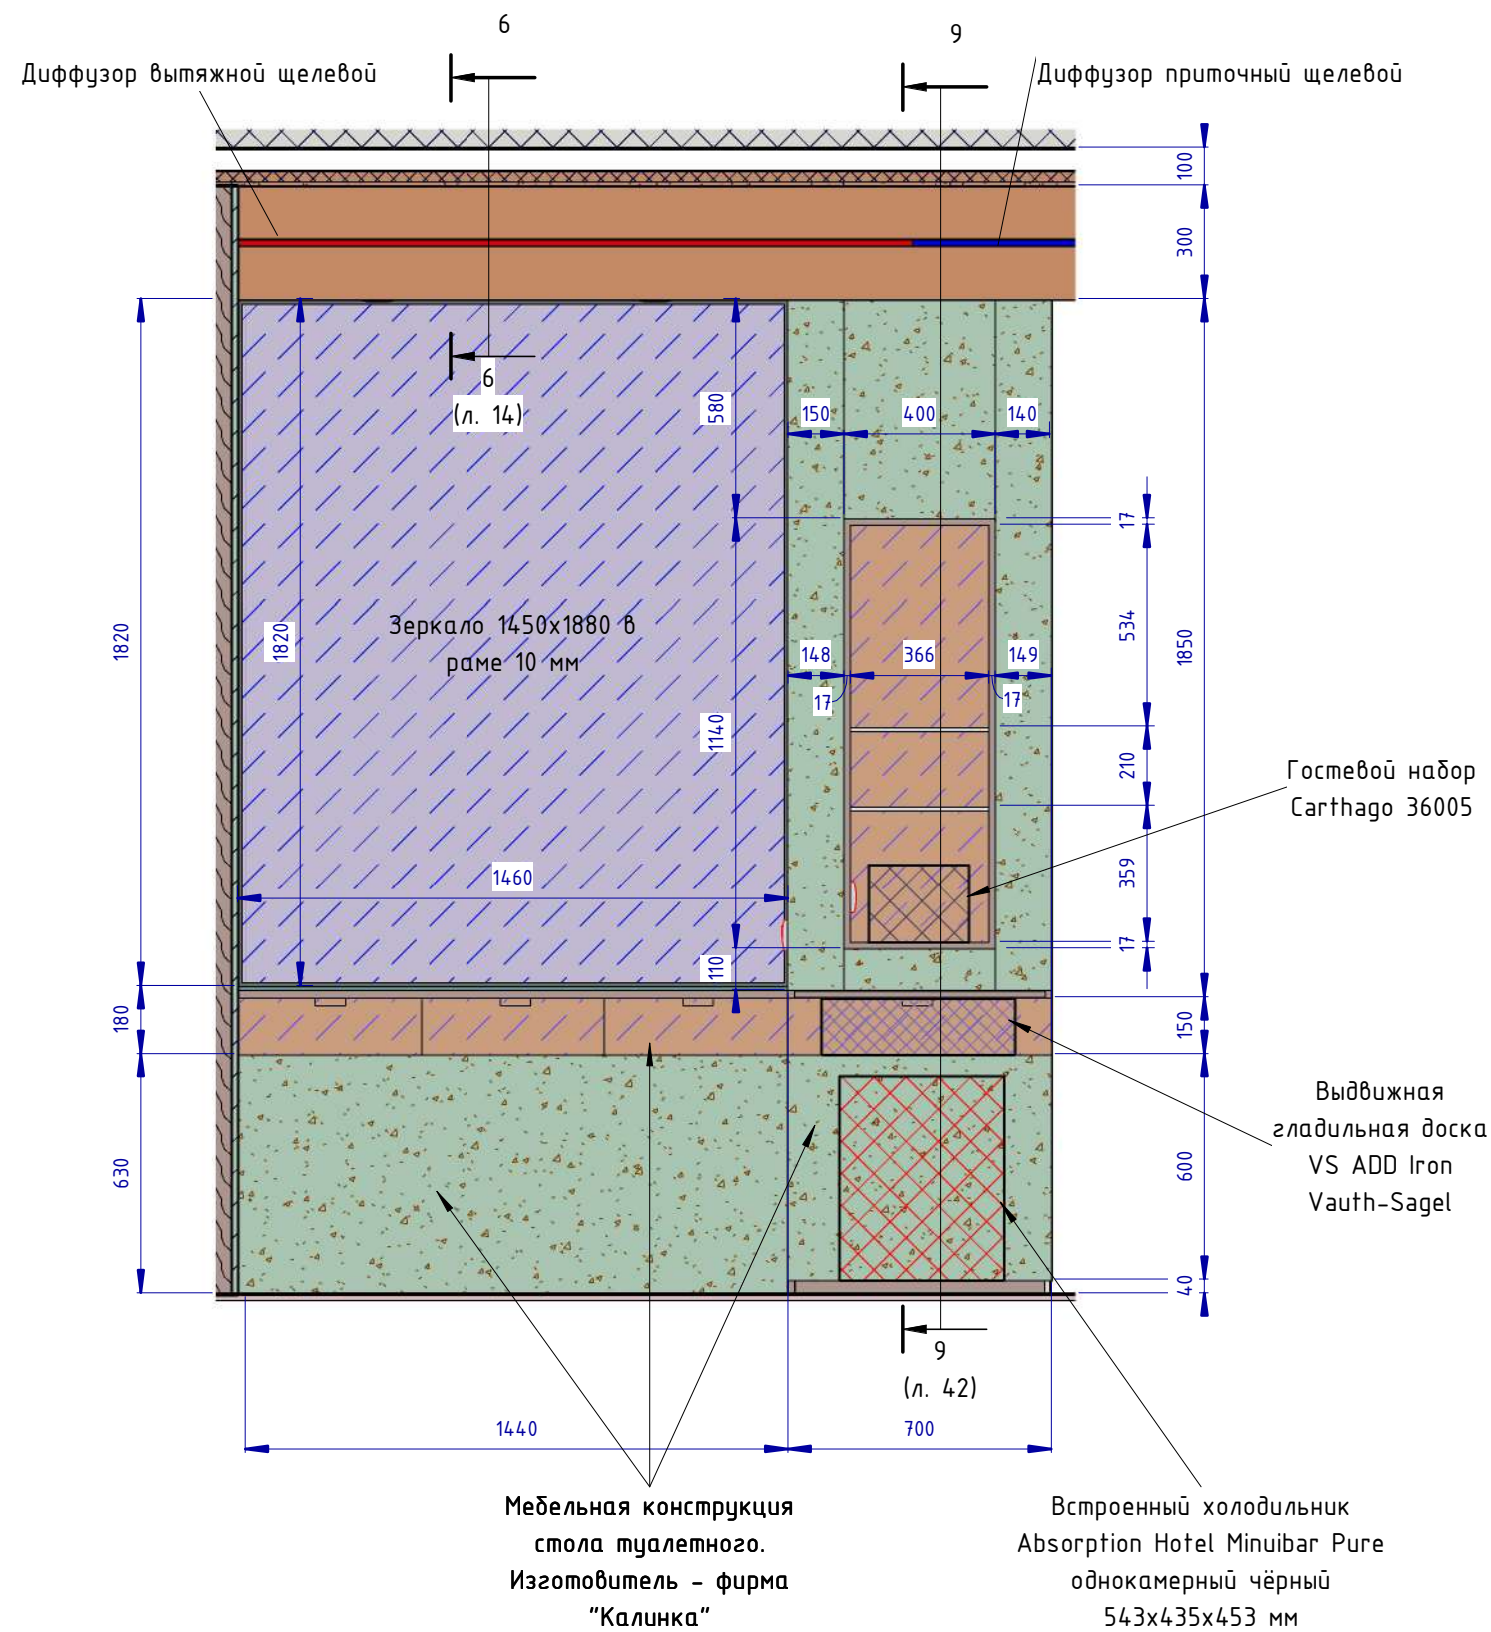 6
9
Диффузор вытяжной щелевой
Диффузор приточный щелевой
100
300
6
(л. 14)
580
150
400
140
17
1820
1820
Зеркало 1450х1880 в
раме 10 мм
148
366
149
17
17
534
1850
1140
210
Гостевой набор
Carthago 36005
1460
359
110
17
180
150
Выдвижная
гладильная доска
VS ADD Iron
Vauth-Sagel
630
600
40
9
(л. 42)
1440
700
Мебельная конструкция
стола туалетного.
Изготовитель - фирма
"Калинка"
Встроенный холодильник
Absorption Hotel Minuibar Pure
однокамерный чёрный
543х435х453 мм